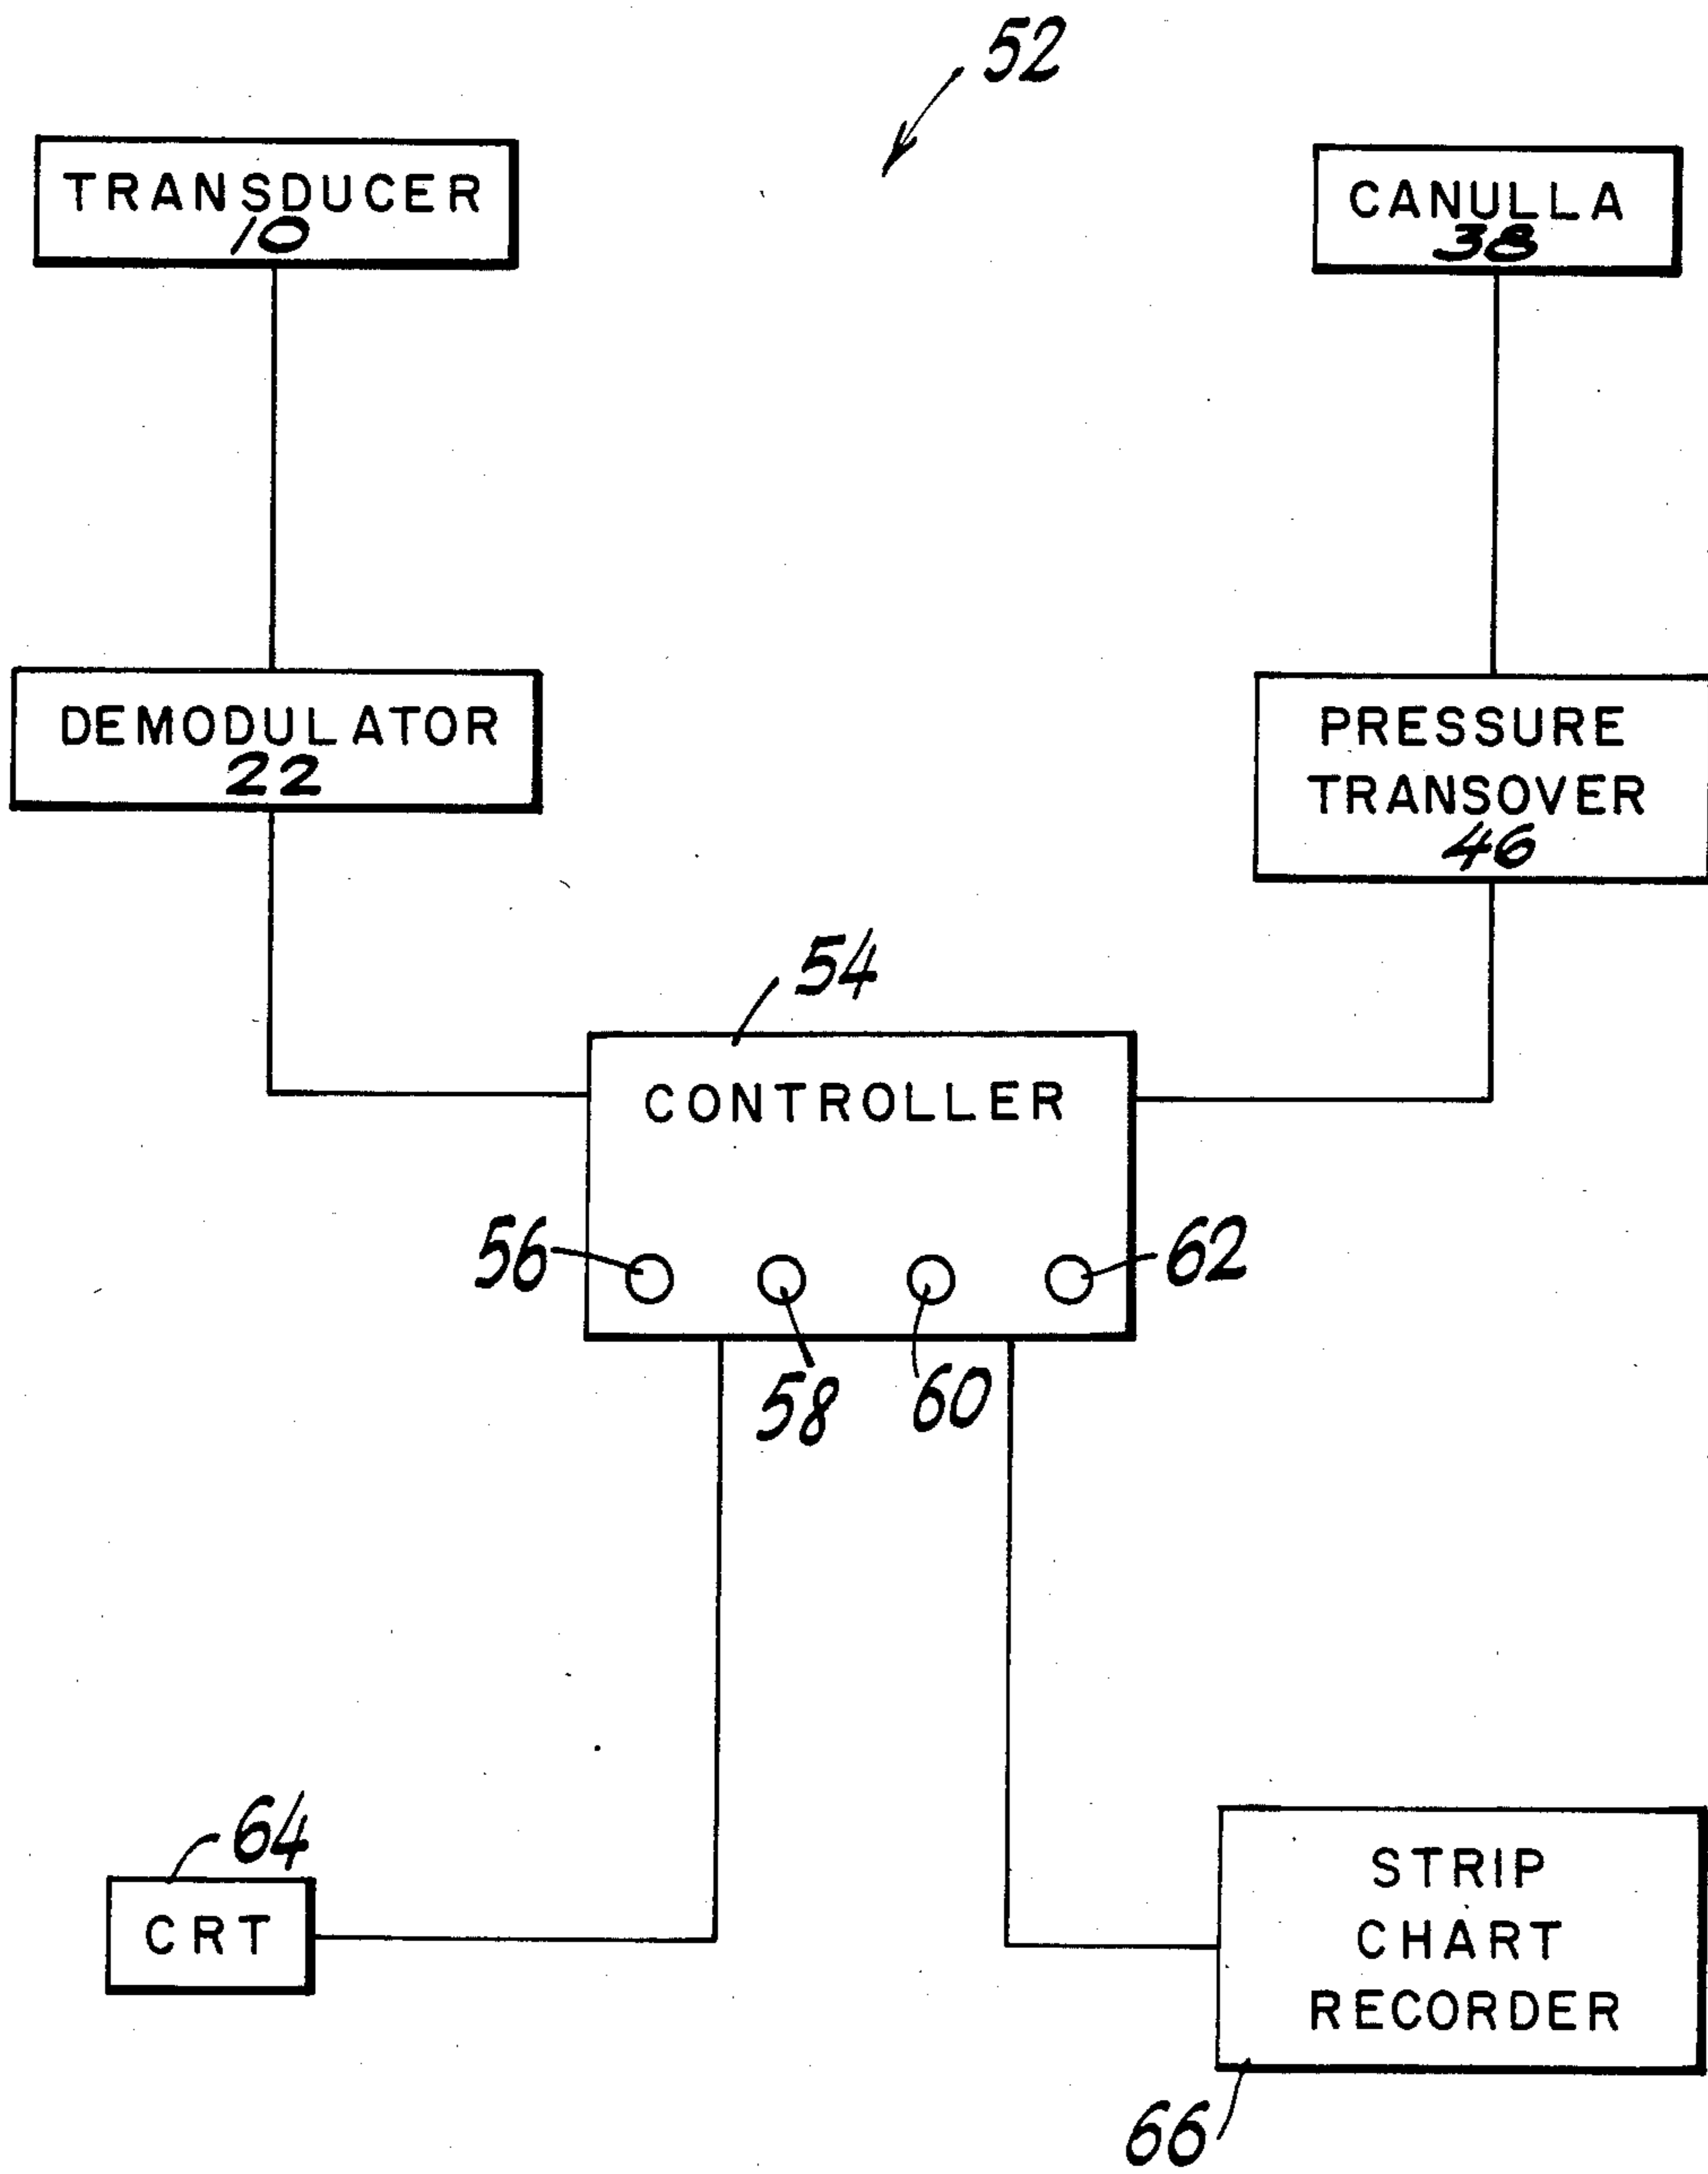 52
TRANSDUCER
10
CANULLA
38
DEMODULATOR
22
PRESSURE
TRANSOVER
46
54
CONTROLLER
56
62
58
60
64
CRT
STRIP
CHART
RECORDER
66